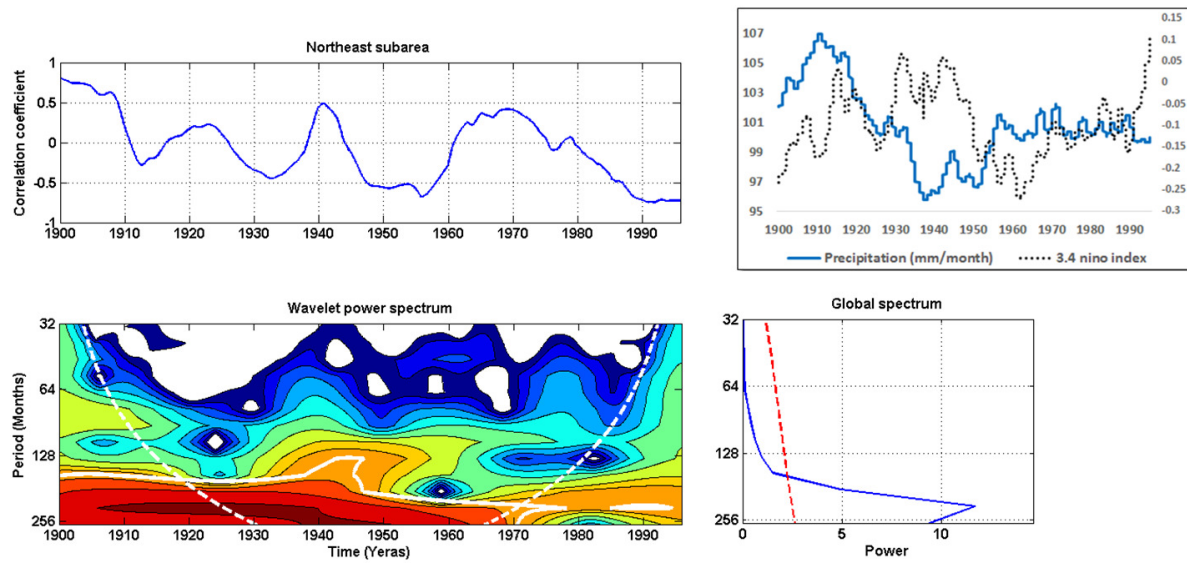 Northeast subarea
Correlation coefficient
1
0.5
0
-0.5
-1
1900 1910 1920 1930 1940 1950 1960 1970 1980 1990
107
105
103
101
99
97
95
0.15
0.1
0.05
0
-0.05
-0.1
-0.15
-0.2
-0.25
-0.3
1900 1910 1920 1930 1940 1950 1960 1970 1980 1990
Precipitation (mm/month) 3.4 nino index
Wavelet power spectrum
Period (Months)
32
64
128
256
1900 1910 1920 1930 1940 1950 1960 1970 1980 1990
Time (Yeras)
Global spectrum
32
64
128
256
0 5 10
Power